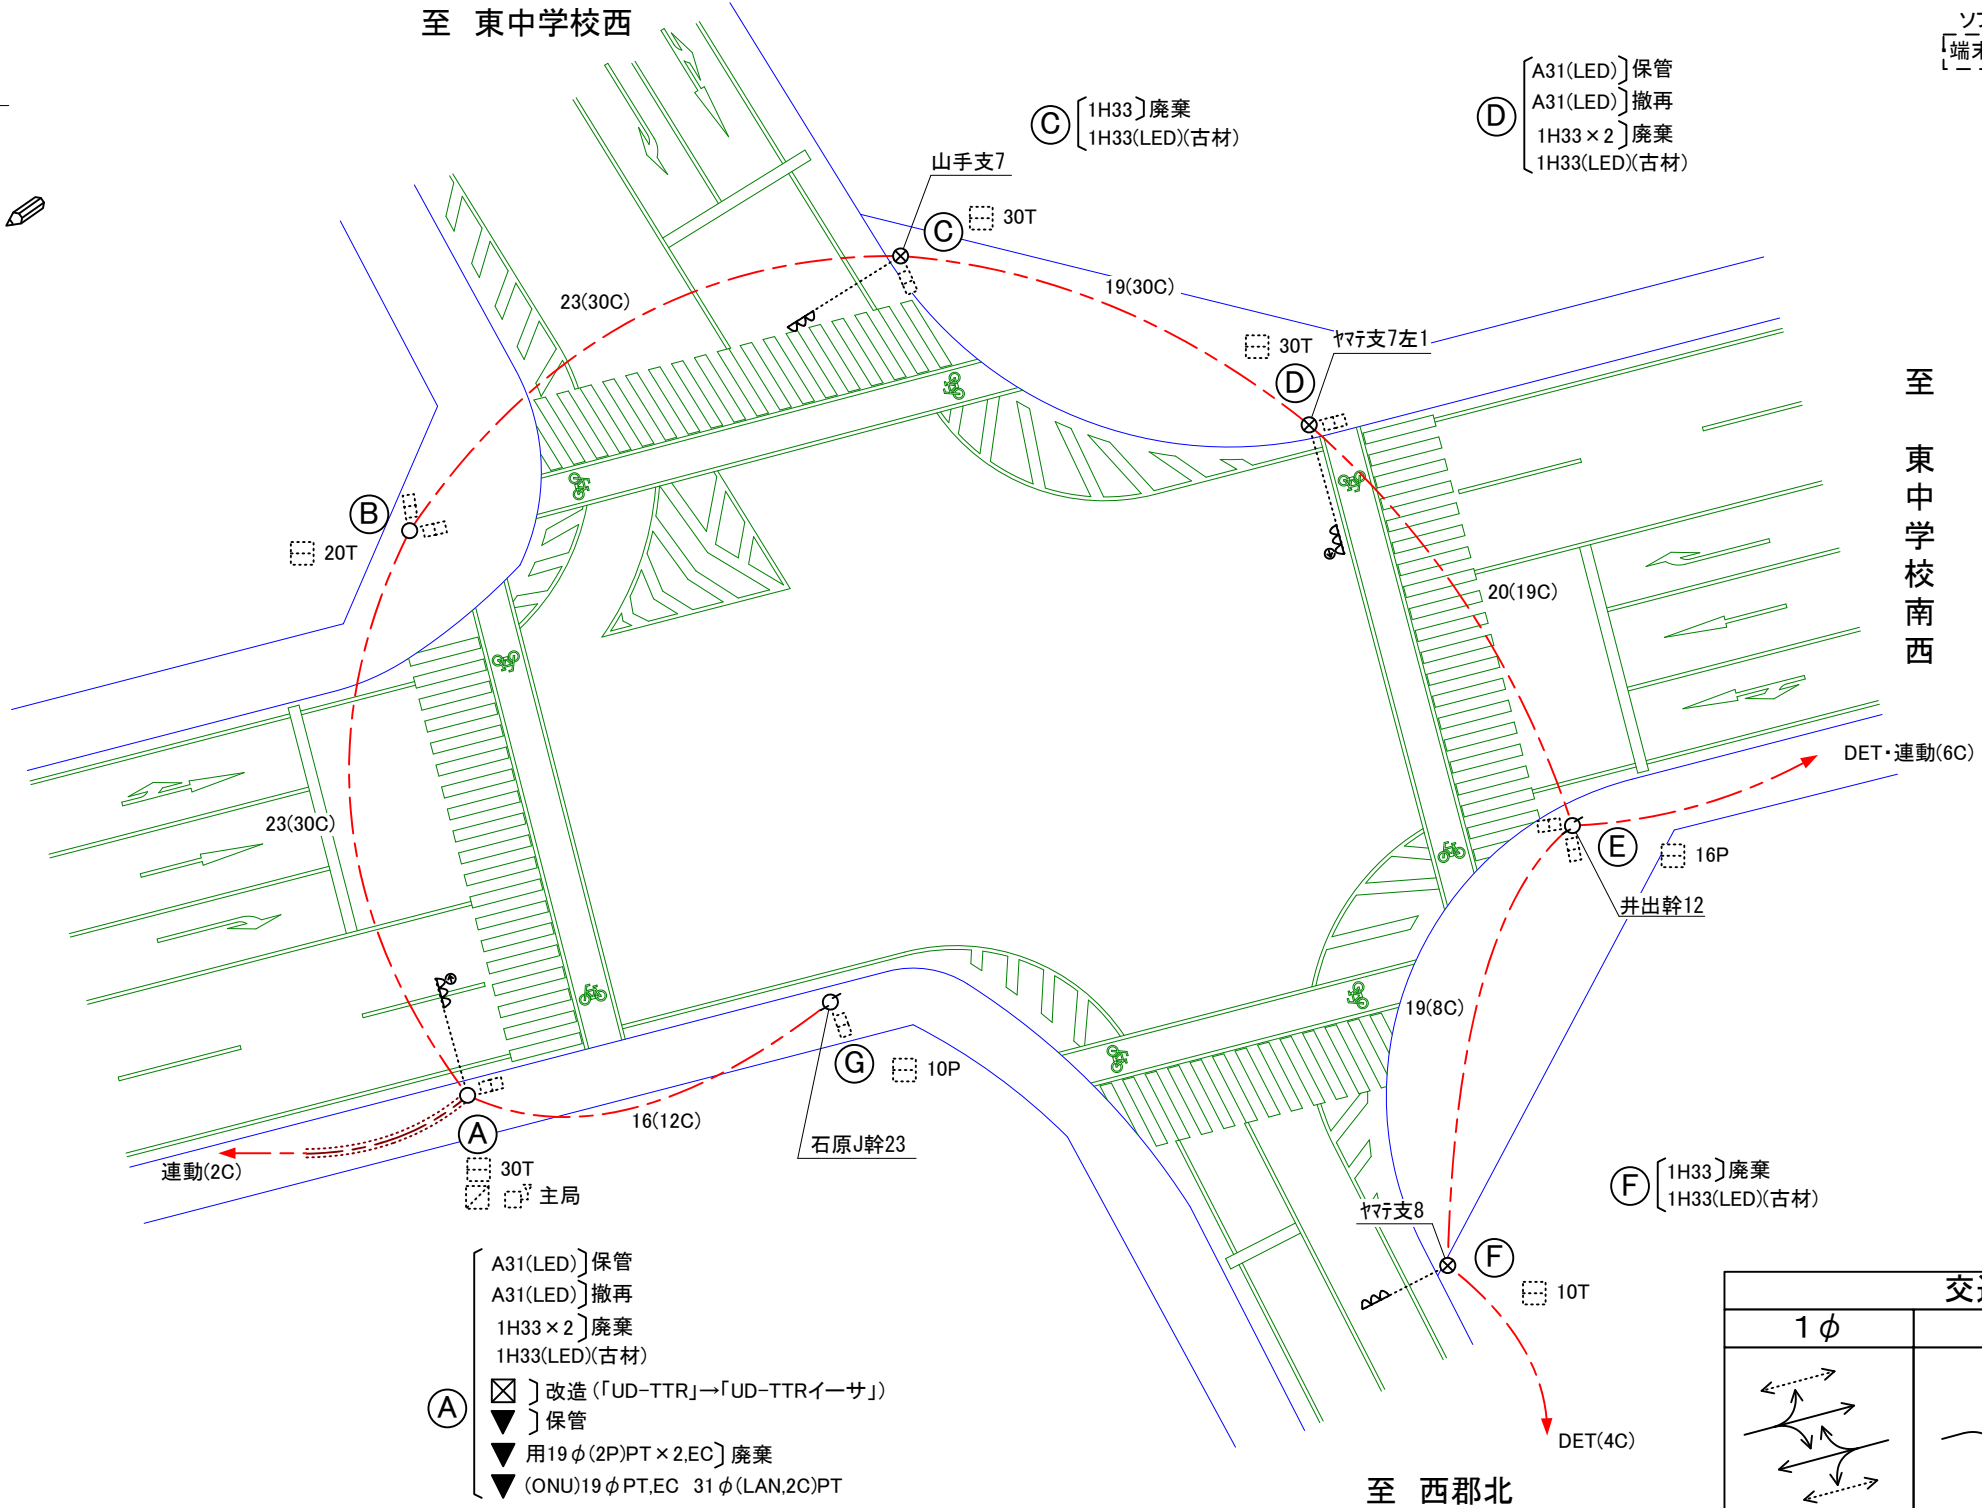 至 東中学校西
端末
Ⓒ
1H33 廃棄
1H33(LED)(古材)
Ⓓ
A31(LED) 保管
A31(LED) 撤再
1H33×2 廃棄
1H33(LED)(古材)
山手支7
Ⓒ
30T
23(30C)
19(30C)
30T
ﾔﾏﾃ支7左1
Ⓓ
至 東中学校南西
Ⓑ
20T
20(19C)
DET・連動(6C)
23(30C)
Ⓔ
16P
井出幹12
19(8C)
Ⓖ
10P
石原J幹23
16(12C)
Ⓐ
30T
主局
連動(2C)
Ⓕ
1H33 廃棄
1H33(LED)(古材)
ﾔﾏﾃ支8
Ⓕ
10T
DET(4C)
至 西郡北
Ⓐ
A31(LED) 保管
A31(LED) 撤再
1H33×2 廃棄
1H33(LED)(古材)
改造(「UD-TTR」→「UD-TTRイーサ」)
保管
用19φ(2P)PT×2,EC 廃棄
(ONU)19φPT,EC 31φ(LAN,2C)PT
交
1φ